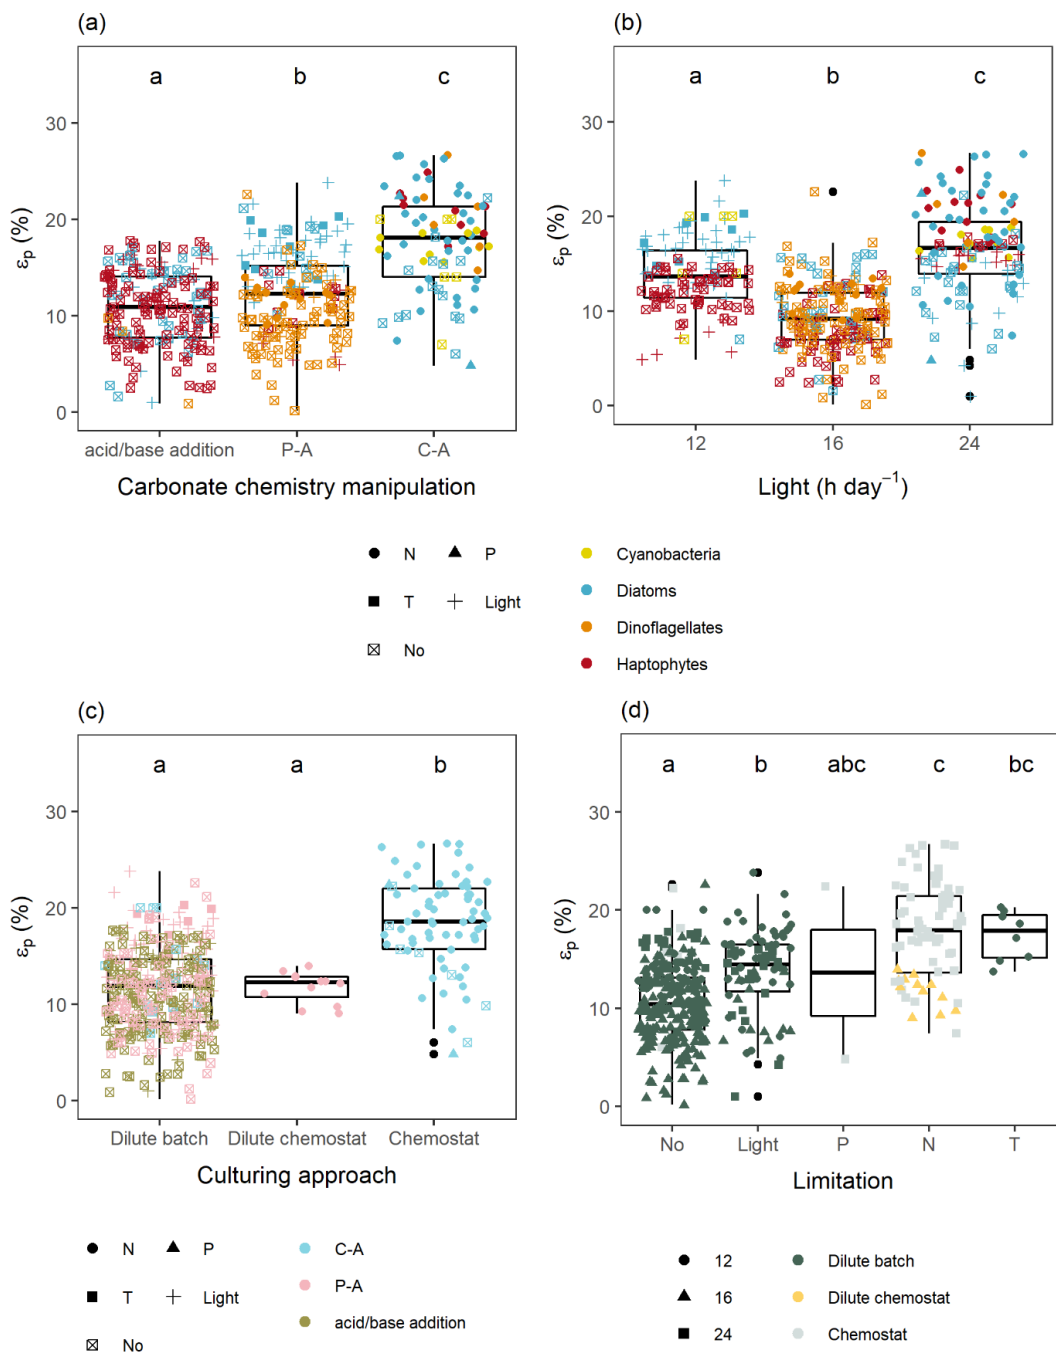 (a)
a b c
30
20
10
0
εp (%)
acid/base addition P-A C-A
Carbonate chemistry manipulation
(b)
a b c
30
20
10
0
εp (%)
12 16 24
Light (h day⁻¹)
N P
T Light
No
Cyanobacteria
Diatoms
Dinoflagellates
Haptophytes
(c)
a a b
30
20
10
0
εp (%)
Dilute batch Dilute chemostat Chemostat
Culturing approach
(d)
a b abc c bc
30
20
10
0
εp (%)
No Light P N T
Limitation
N P
T Light
No
C-A
P-A
acid/base addition
12
16
24
Dilute batch
Dilute chemostat
Chemostat